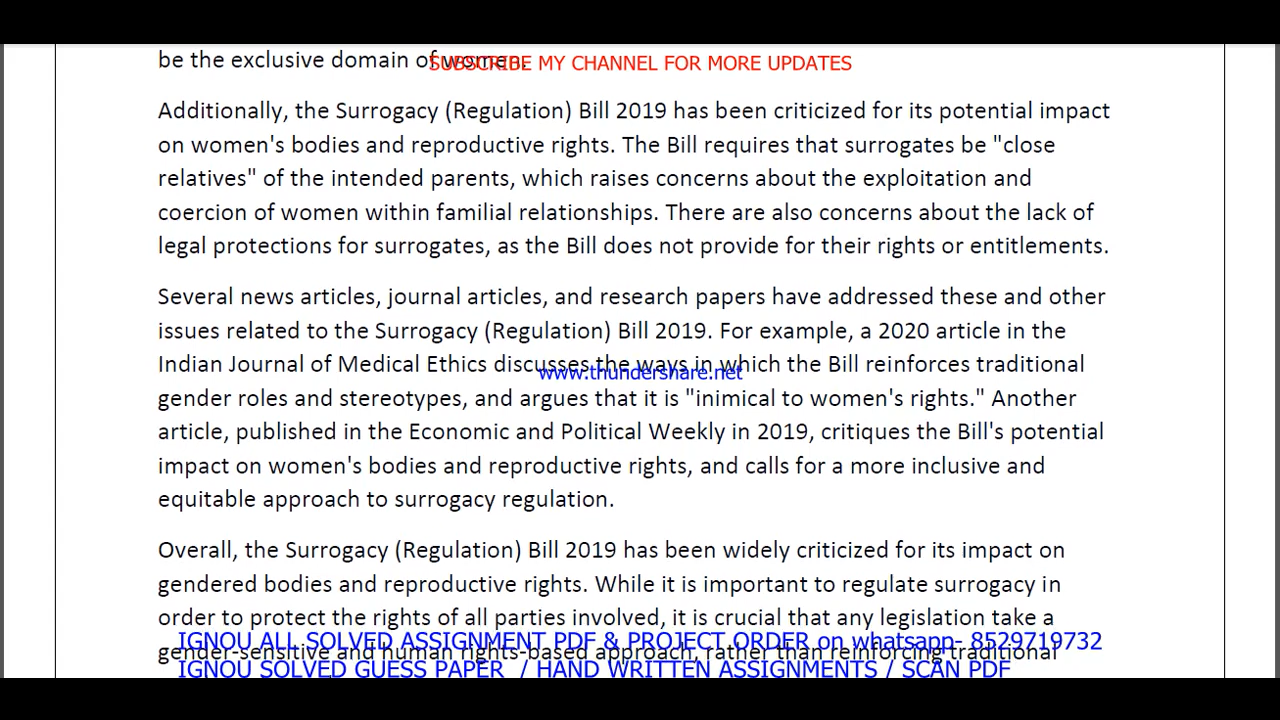 be the exclusive domain of women.
SUBSCRIBE MY CHANNEL FOR MORE UPDATES
Additionally, the Surrogacy (Regulation) Bill 2019 has been criticized for its potential impact
on women's bodies and reproductive rights. The Bill requires that surrogates be "close
relatives" of the intended parents, which raises concerns about the exploitation and
coercion of women within familial relationships. There are also concerns about the lack of
legal protections for surrogates, as the Bill does not provide for their rights or entitlements.
Several news articles, journal articles, and research papers have addressed these and other
issues related to the Surrogacy (Regulation) Bill 2019. For example, a 2020 article in the
Indian Journal of Medical Ethics discusses the ways in which the Bill reinforces traditional
www.thundershare.net
gender roles and stereotypes, and argues that it is "inimical to women's rights." Another
article, published in the Economic and Political Weekly in 2019, critiques the Bill's potential
impact on women's bodies and reproductive rights, and calls for a more inclusive and
equitable approach to surrogacy regulation.
Overall, the Surrogacy (Regulation) Bill 2019 has been widely criticized for its impact on
gendered bodies and reproductive rights. While it is important to regulate surrogacy in
order to protect the rights of all parties involved, it is crucial that any legislation take a
IGNOU ALL SOLVED ASSIGNMENT PDF & PROJECT ORDER on whatsapp- 8529719732
gender-sensitive and human rights-based approach, rather than reinforcing traditional
IGNOU SOLVED GUESS PAPER / HAND WRITTEN ASSIGNMENTS / SCAN PDF